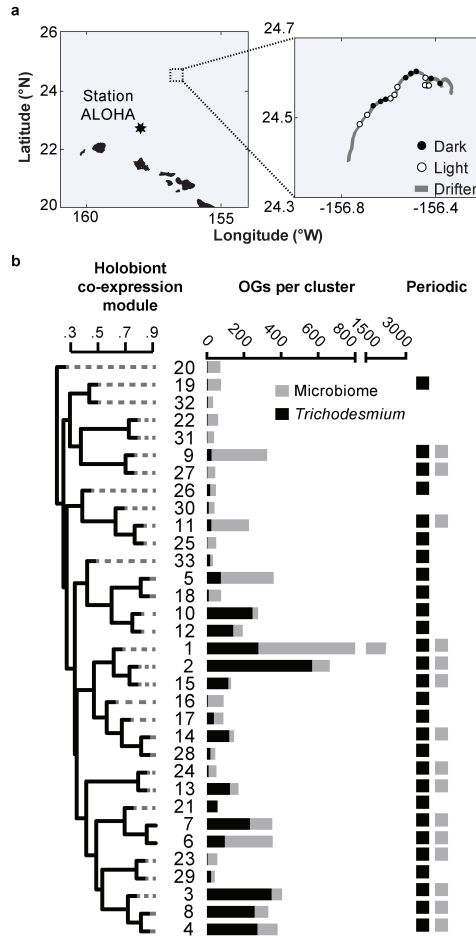 a
26
24
22
20
Latitude (°N)
Station
ALOHA
160
155
24.7
24.5
24.3
Dark
Light
Drifter
-156.8
-156.4
Longitude (°W)
b
Holobiont
co-expression
module
OGs per cluster
Periodic
.3 .5 .7 .9
0 200 400 600 800 1500 3000
Microbiome
Trichodesmium
20
19
32
22
31
9
27
26
30
11
25
33
5
18
10
12
1
2
15
16
17
14
28
24
13
21
7
6
23
29
3
8
4